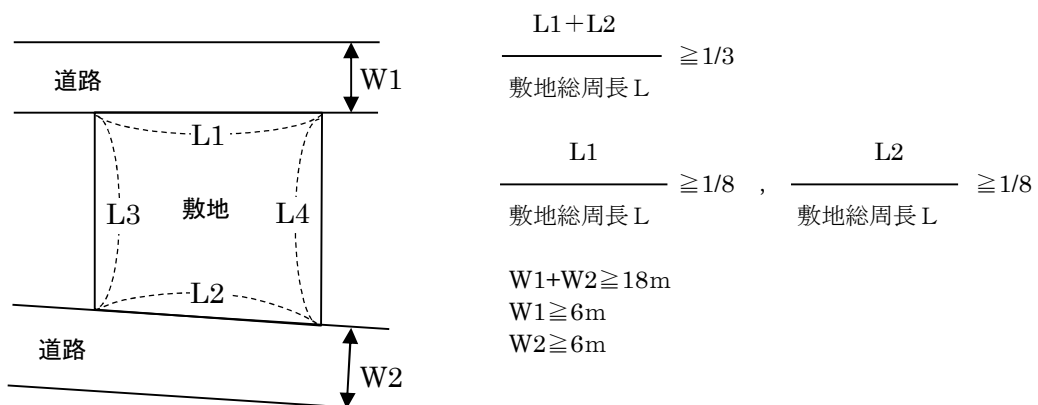 道路
W1
L1
L3
敷地
L4
L2
道路
W2
L1＋L2
敷地総周長L
≧1/3
L1
敷地総周長L
≧1/8
，
L2
敷地総周長L
≧1/8
W1+W2≧18m
W1≧6m
W2≧6m